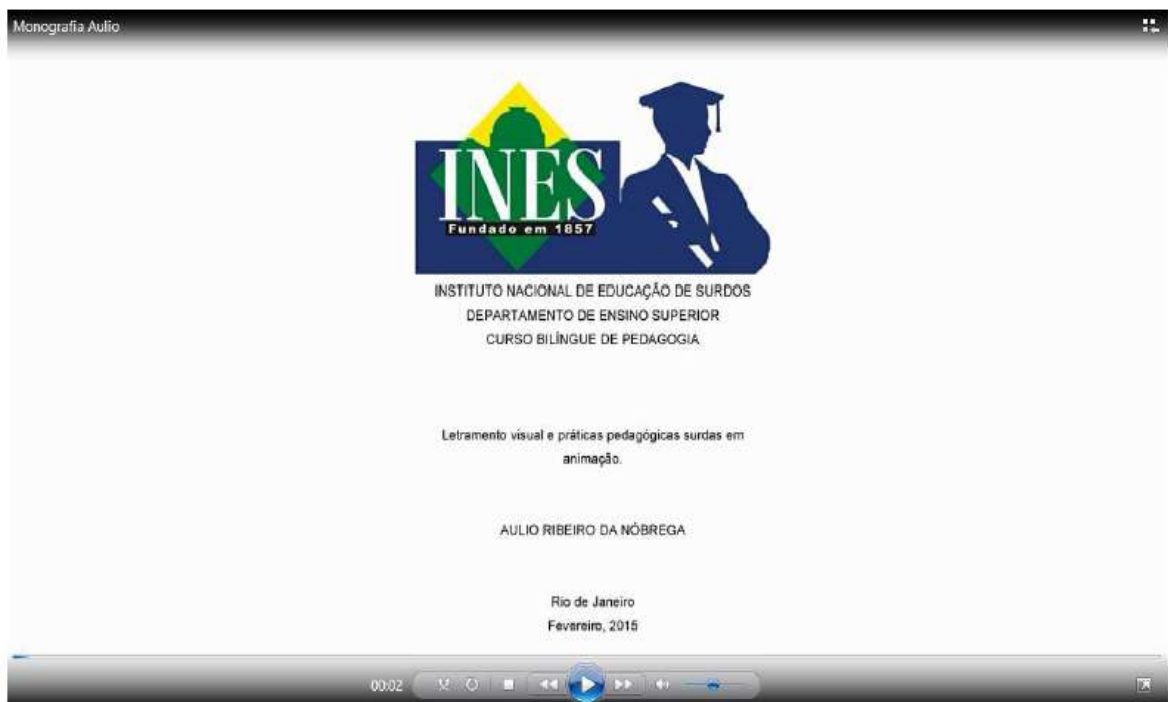 Monografia Aulio
INES
Fundado em 1857
INSTITUTO NACIONAL DE EDUCAÇÃO DE SURDOS
DEPARTAMENTO DE ENSINO SUPERIOR
CURSO BILÍNGUE DE PEDAGOGIA
Letramento visual e práticas pedagógicas surdas em
animação.
AULIO RIBEIRO DA NÓBREGA
Rio de Janeiro
Fevereiro, 2015
00:02